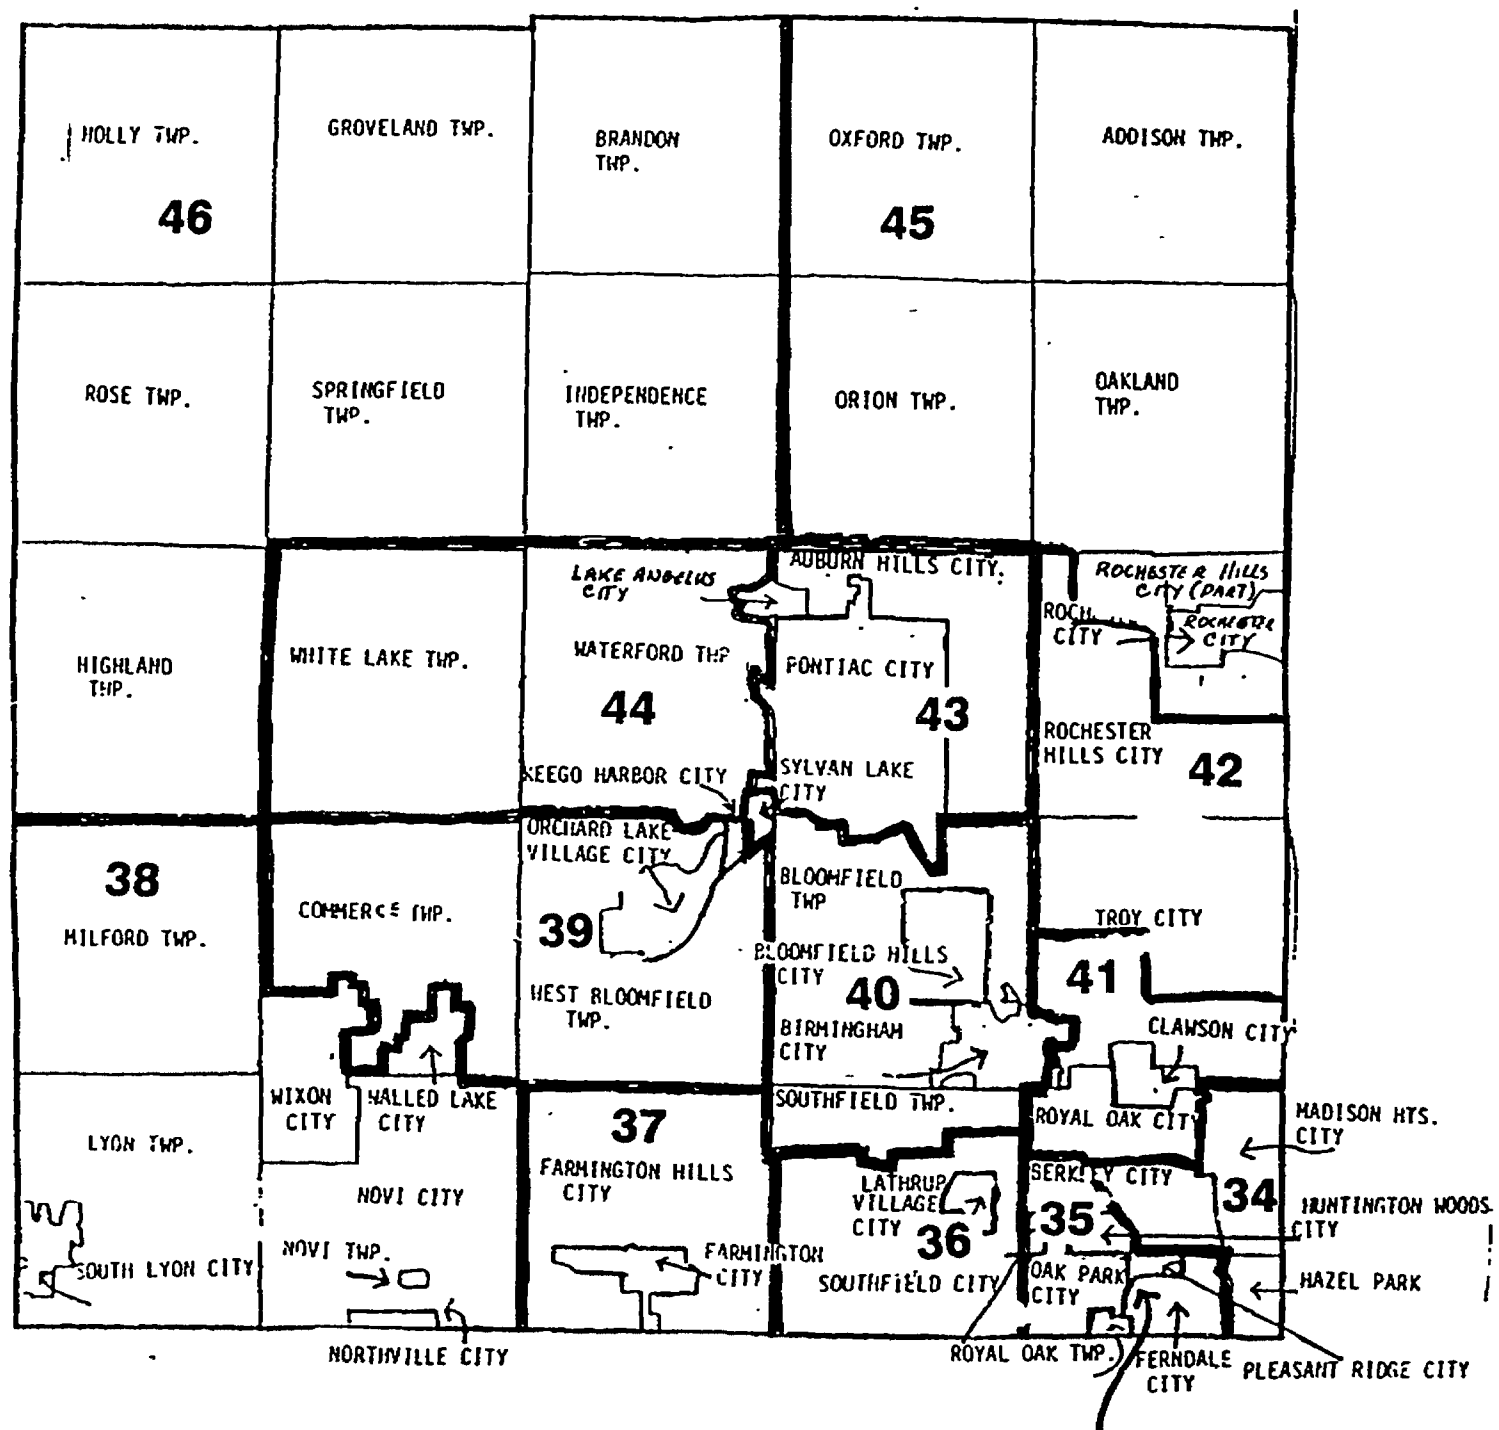 HOLLY TWP.
GROVELAND TWP.
BRANDON
TWP.
OXFORD TWP.
ADDISON TWP.
46
45
ROSE TWP.
SPRINGFIELD
TWP.
INDEPENDENCE
TWP.
ORION TWP.
OAKLAND
TWP.
LAKE ANGELUS
CITY
AUBURN HILLS CITY.
ROCHESTER HILLS
CITY (PART)
ROCH.
CITY
ROCHESTER
CITY
HIGHLAND
TWP.
WHITE LAKE TWP.
WATERFORD TWP
PONTIAC CITY
44
43
ROCHESTER
HILLS CITY
42
KEEGO HARBOR CITY
SYLVAN LAKE
CITY
ORCHARD LAKE
VILLAGE CITY
38
MILFORD TWP.
COMMERCE TWP.
39
BLOOMFIELD
TWP
TROY CITY
BLOOMFIELD HILLS
CITY
40
41
WEST BLOOMFIELD
TWP.
BIRMINGHAM
CITY
CLAWSON CITY
WIXON
CITY
WALLED LAKE
CITY
37
SOUTHFIELD TWP.
ROYAL OAK CITY
MADISON HTS.
CITY
LYON TWP.
FARMINGTON HILLS
CITY
LATHRUP
VILLAGE
CITY
BERKLEY CITY
34
NOVI CITY
36
35
HUNTINGTON WOODS
CITY
NOVI TWP.
SOUTH LYON CITY
FARMINGTON
CITY
SOUTHFIELD CITY
OAK PARK
CITY
HAZEL PARK
NORTHVILLE CITY
ROYAL OAK TWP.
FERNDALE
CITY
PLEASANT RIDGE CITY